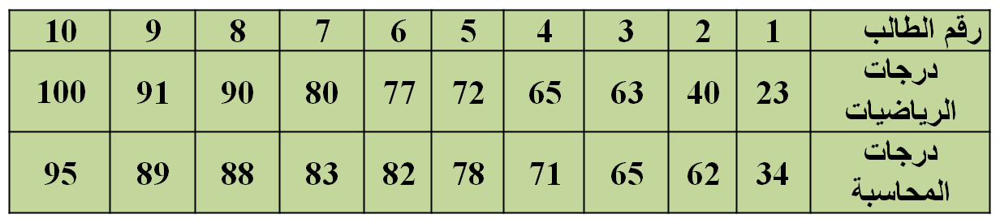 رقم الطالب 1 2 3 4 5 6 7 8 9 10
درجات
الرياضيات 23 40 63 65 72 77 80 90 91 100
درجات
المحاسبة 34 62 65 71 78 82 83 88 89 95